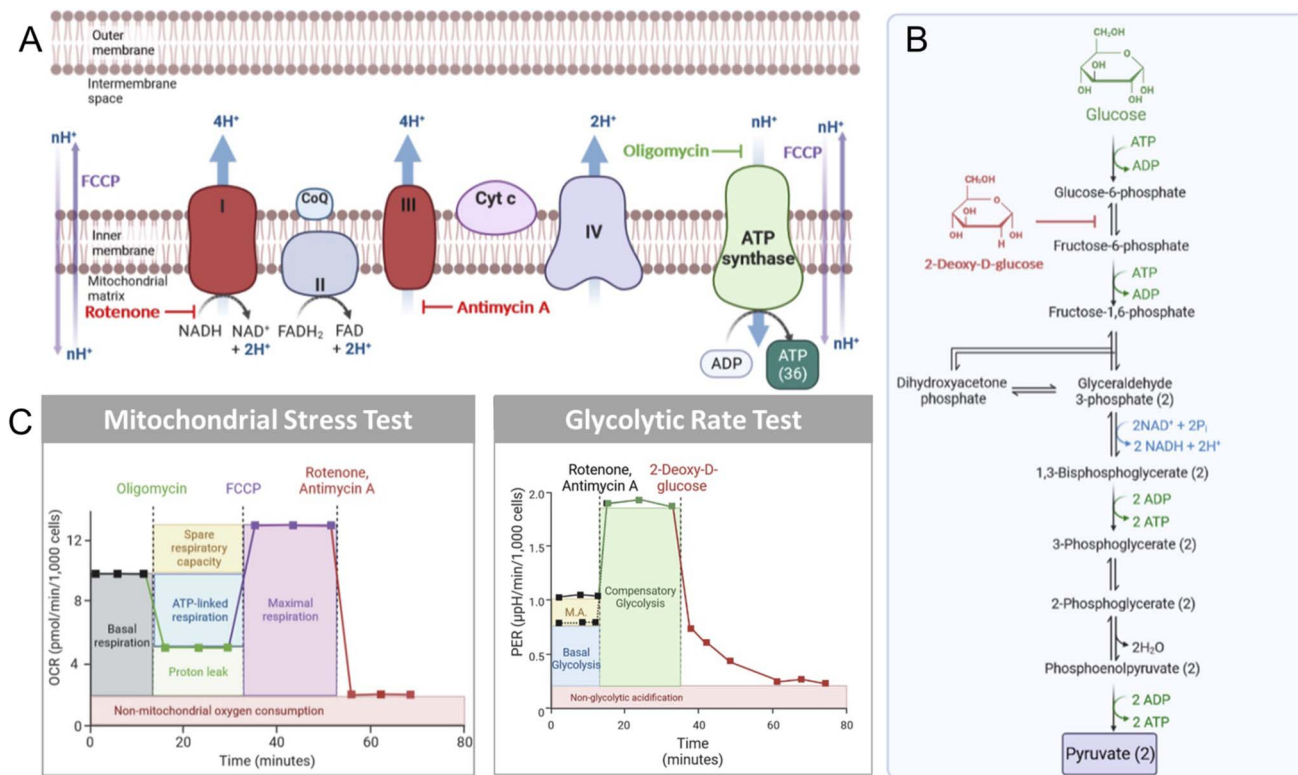 A
Outer
membrane
Intermembrane
space
nH⁺
4H⁺
4H⁺
2H⁺
nH⁺
nH⁺
FCCP
Oligomycin
FCCP
I
CoQ
III
Cyt c
IV
ATP
synthase
Inner
membrane
II
Mitochondrial
matrix
Rotenone
Antimycin A
NADH
NAD⁺
+ 2H⁺
FADH₂
FAD
+ 2H⁺
nH⁺
nH⁺
ADP
ATP
(36)
B
CH₂OH
O
OH
OH
OH
OH
Glucose
ATP
ADP
Glucose-6-phosphate
CH₂OH
O
OH
OH
OH
H
2-Deoxy-D-glucose
Fructose-6-phosphate
ATP
ADP
Fructose-1,6-phosphate
Dihydroxyacetone
phosphate
Glyceraldehyde
3-phosphate (2)
2NAD⁺ + 2Pᵢ
2 NADH + 2H⁺
1,3-Bisphosphoglycerate (2)
2 ADP
2 ATP
3-Phosphoglycerate (2)
2-Phosphoglycerate (2)
2H₂O
Phosphoenolpyruvate (2)
2 ADP
2 ATP
Pyruvate (2)
C
Mitochondrial Stress Test
Oligomycin
FCCP
Rotenone,
Antimycin A
OCR (pmol/min/1,000 cells)
12
8
4
0
Spare
respiratory
capacity
ATP-linked
respiration
Basal
respiration
Maximal
respiration
Proton leak
Non-mitochondrial oxygen consumption
0
20
40
60
80
Time (minutes)
Glycolytic Rate Test
Rotenone,
Antimycin A
2-Deoxy-D-
glucose
PER (µpH/min/1,000 cells)
2.0
1.5
1.0
0.5
0
M.A.
Compensatory
Glycolysis
Basal
Glycolysis
Non-glycolytic acidification
0
20
40
60
80
Time
(minutes)